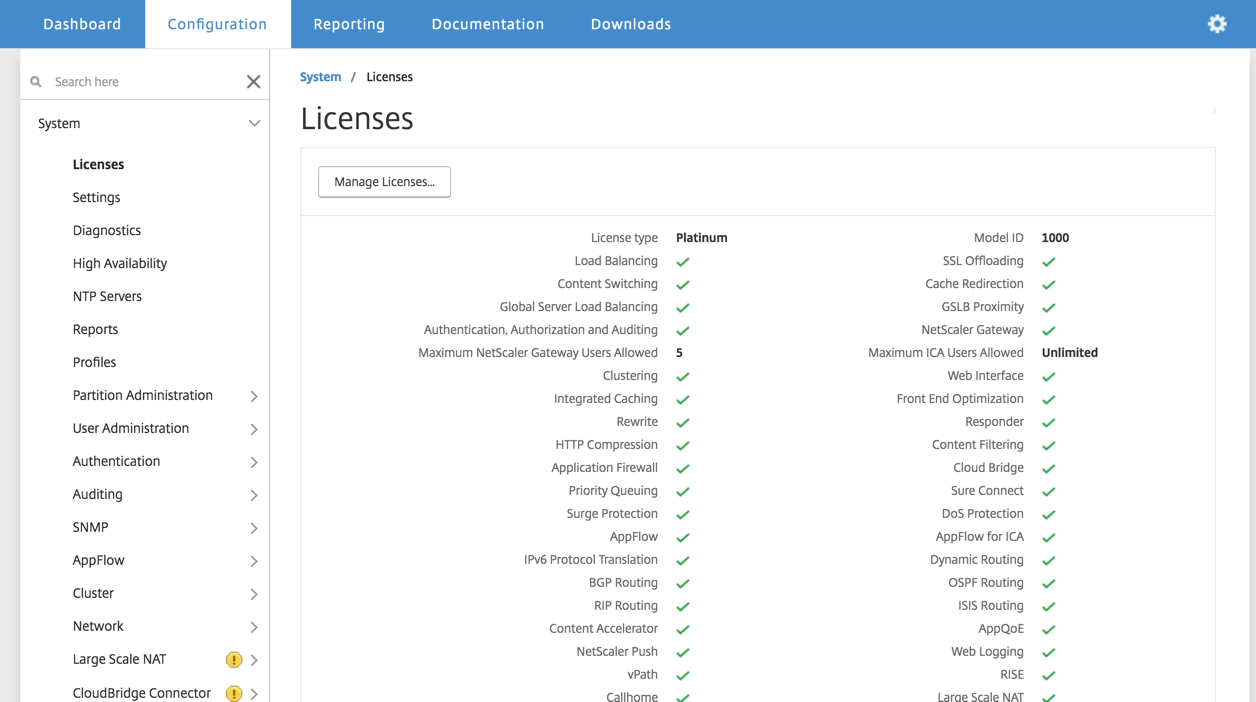 Dashboard Configuration Reporting Documentation Downloads
Search here
System
Licenses
Settings
Diagnostics
High Availability
NTP Servers
Reports
Profiles
Partition Administration
User Administration
Authentication
Auditing
SNMP
AppFlow
Cluster
Network
Large Scale NAT
CloudBridge Connector
System / Licenses
Licenses
Manage Licenses...
License type Platinum Model ID 1000
Load Balancing SSL Offloading
Content Switching Cache Redirection
Global Server Load Balancing GSLB Proximity
Authentication, Authorization and Auditing NetScaler Gateway
Maximum NetScaler Gateway Users Allowed 5 Maximum ICA Users Allowed Unlimited
Clustering Web Interface
Integrated Caching Front End Optimization
Rewrite Responder
HTTP Compression Content Filtering
Application Firewall Cloud Bridge
Priority Queuing Sure Connect
Surge Protection DoS Protection
AppFlow AppFlow for ICA
IPv6 Protocol Translation Dynamic Routing
BGP Routing OSPF Routing
RIP Routing ISIS Routing
Content Accelerator AppQoE
NetScaler Push Web Logging
vPath RISE
Callhome Large Scale NAT